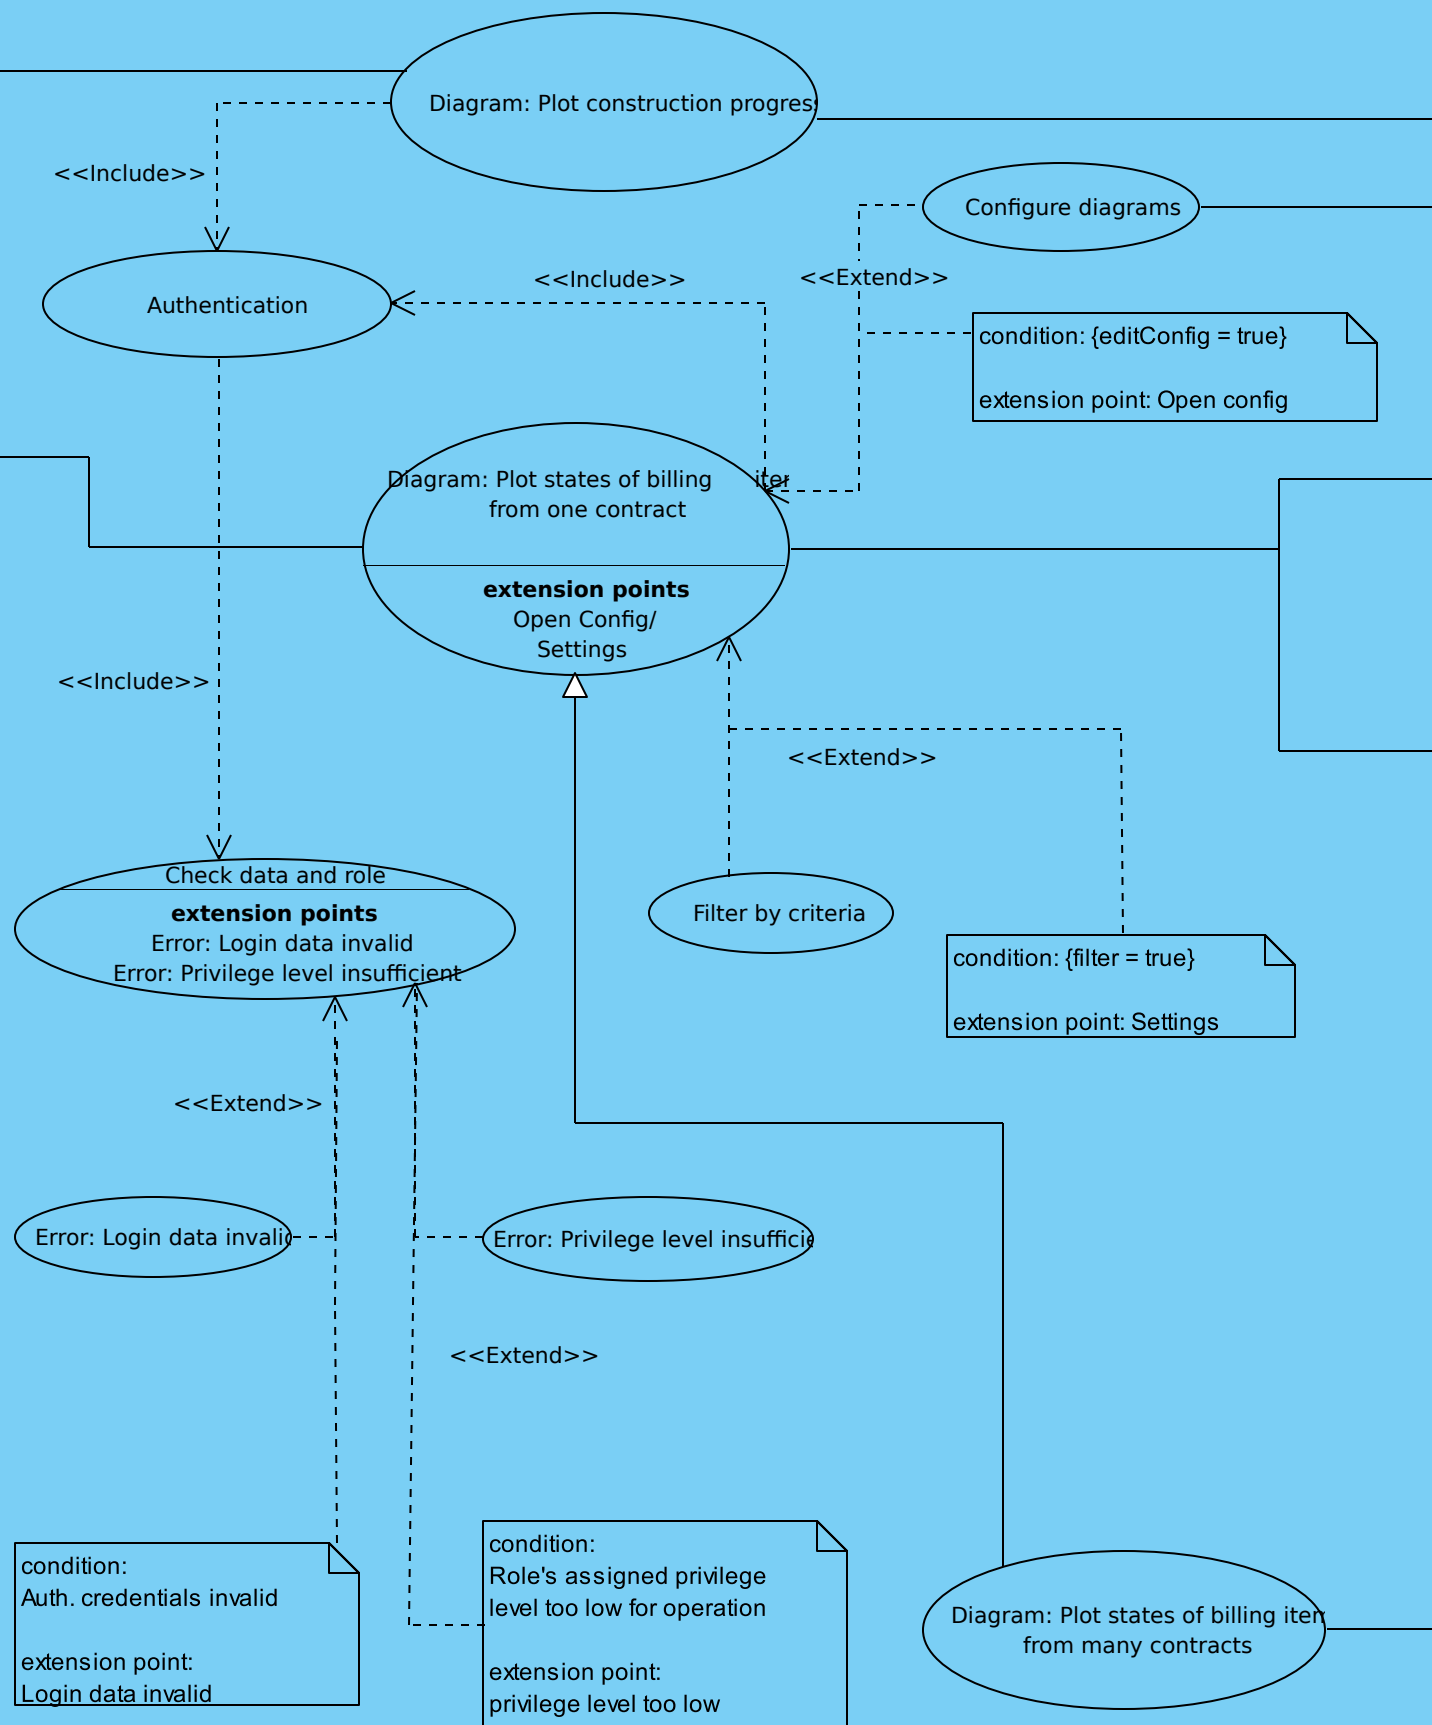 Diagram: Plot construction progres
<<Include>>
Configure diagrams
<<Include>>
<<Extend>>
Authentication
condition: {editConfig = true}
extension point: Open config
Diagram: Plot states of billing iter
from one contract
extension points
Open Config/
Settings
<<Include>>
<<Extend>>
Check data and role
extension points
Error: Login data invalid
Error: Privilege level insufficient
Filter by criteria
condition: {filter = true}
extension point: Settings
<<Extend>>
Error: Login data invalid
Error: Privilege level insufficie
<<Extend>>
condition:
Auth. credentials invalid
extension point:
Login data invalid
condition:
Role's assigned privilege
level too low for operation
extension point:
privilege level too low
Diagram: Plot states of billing item
from many contracts